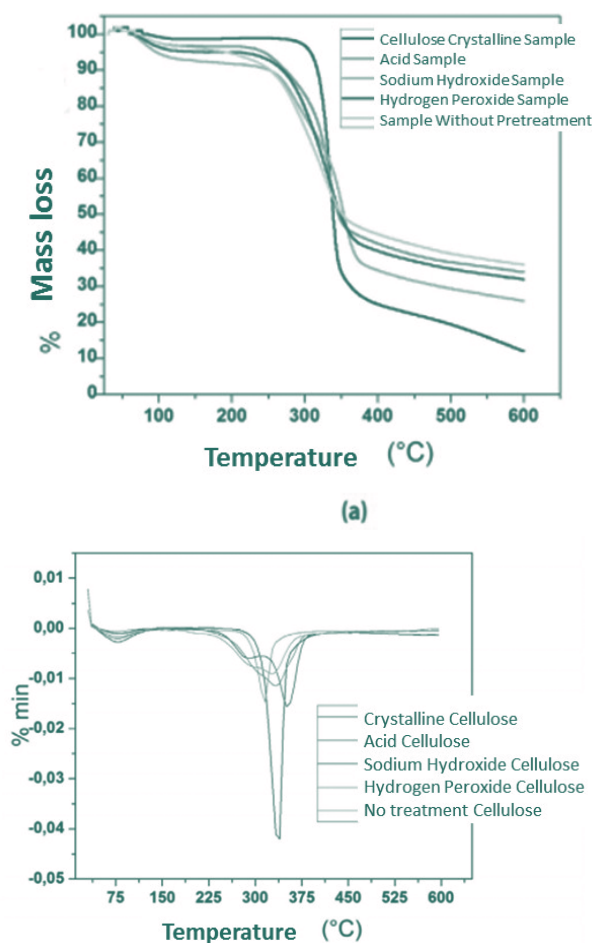 100
90
80
70
60
50
40
30
20
10
0
Mass loss
%
Cellulose Crystalline Sample
Acid Sample
Sodium Hydroxide Sample
Hydrogen Peroxide Sample
Sample Without Pretreatment
100 200 300 400 500 600
Temperature (°C)
(a)
0,01
0,00
-0,01
-0,02
-0,03
-0,04
-0,05
% min
Crystalline Cellulose
Acid Cellulose
Sodium Hydroxide Cellulose
Hydrogen Peroxide Cellulose
No treatment Cellulose
75 150 225 300 375 450 525 600
Temperature (°C)